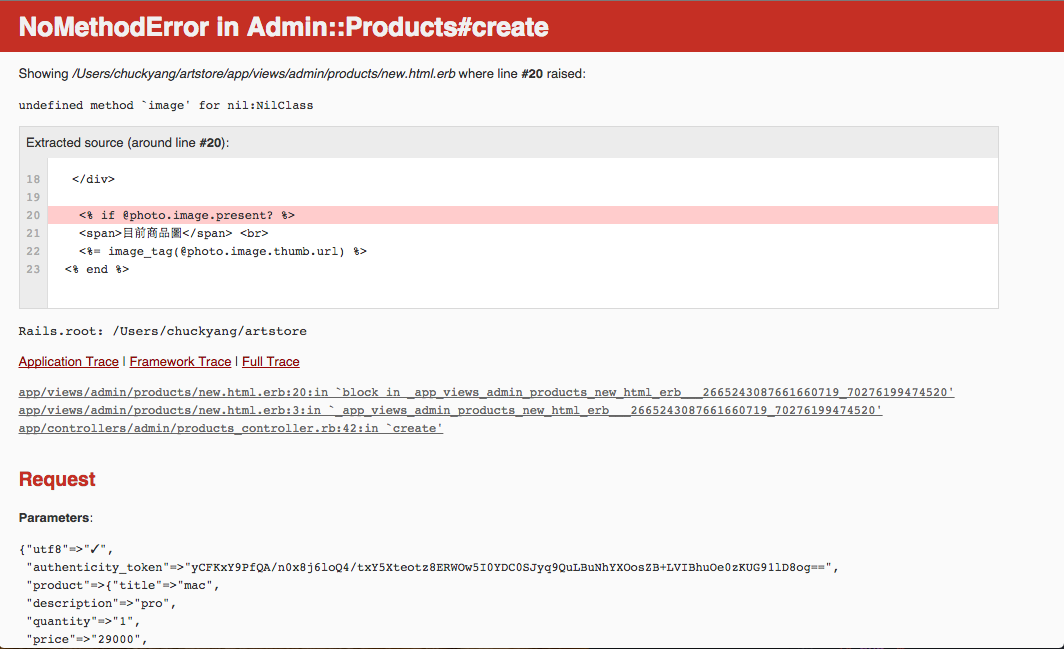 NoMethodError in Admin::Products#create
Showing /Users/chuckyang/artstore/app/views/admin/products/new.html.erb where line #20 raised:
undefined method `image' for nil:NilClass
Extracted source (around line #20):
18 </div>
19
20 <% if @photo.image.present? %>
21 <span>目前商品圖</span> <br>
22 <%= image_tag(@photo.image.thumb.url) %>
23 <% end %>
Rails.root: /Users/chuckyang/artstore
Application Trace | Framework Trace | Full Trace
app/views/admin/products/new.html.erb:20:in `block in _app_views_admin_products_new_html_erb___2665243087661660719_70276199474520'
app/views/admin/products/new.html.erb:3:in `_app_views_admin_products_new_html_erb___2665243087661660719_70276199474520'
app/controllers/admin/products_controller.rb:42:in `create'
Request
Parameters:
{"utf8"=>"✓",
"authenticity_token"=>"yCFKxY9PfQA/n0x8j6loQ4/txY5Xteotz8ERWOw5I0YDC0SJyq9QuLBuNhYXOosZB+LVIBhuOe0zKUG91lD8og==",
"product"=>{"title"=>"mac",
"description"=>"pro",
"quantity"=>"1",
"price"=>"29000",